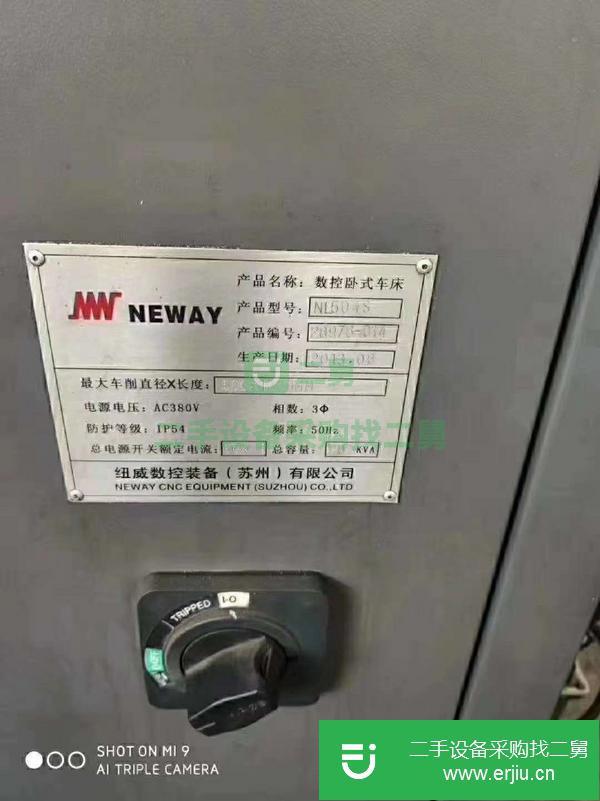 NEWAY
产品名称: 数控卧式车床
产品型号: NL504S
产品编号:
生产日期: 2013.08
最大车削直径X长度:
电源电压: AC380V 相数: 3Φ
防护等级: IP54 频率: 50Hz
总电源开关额定电流: 总容量: KVA
纽威数控装备(苏州)有限公司
NEWAY CNC EQUIPMENT (SUZHOU) CO.,LTD
二舅
二手设备采购找二舅
TRIPPED
I-O
OFF
SHOT ON MI 9
AI TRIPLE CAMERA
二手设备采购找二舅
www.erjiu.cn